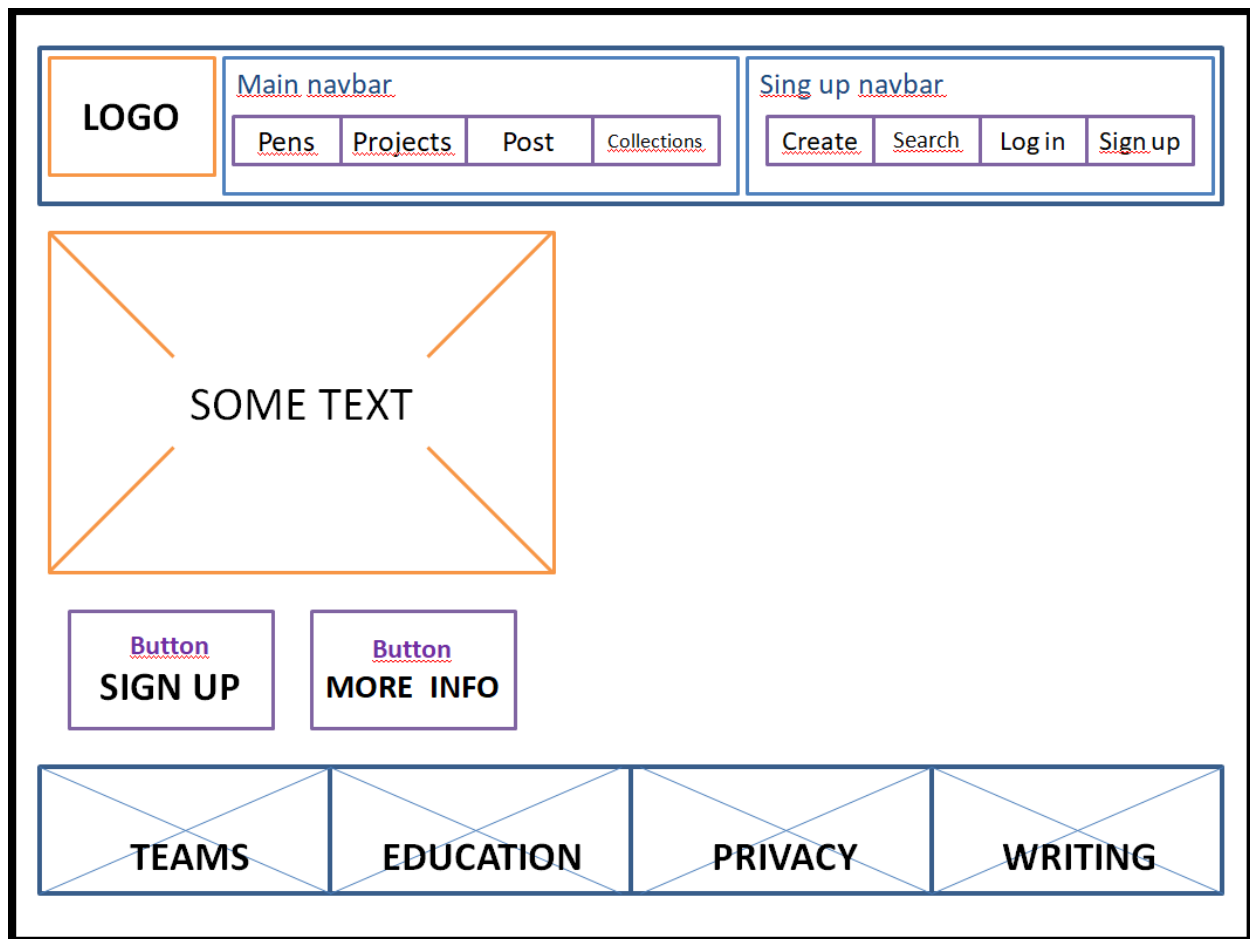 LOGO
Main navbar
Pens Projects Post Collections
Sing up navbar
Create Search Log in Sign up
SOME TEXT
Button
SIGN UP
Button
MORE INFO
TEAMS EDUCATION PRIVACY WRITING